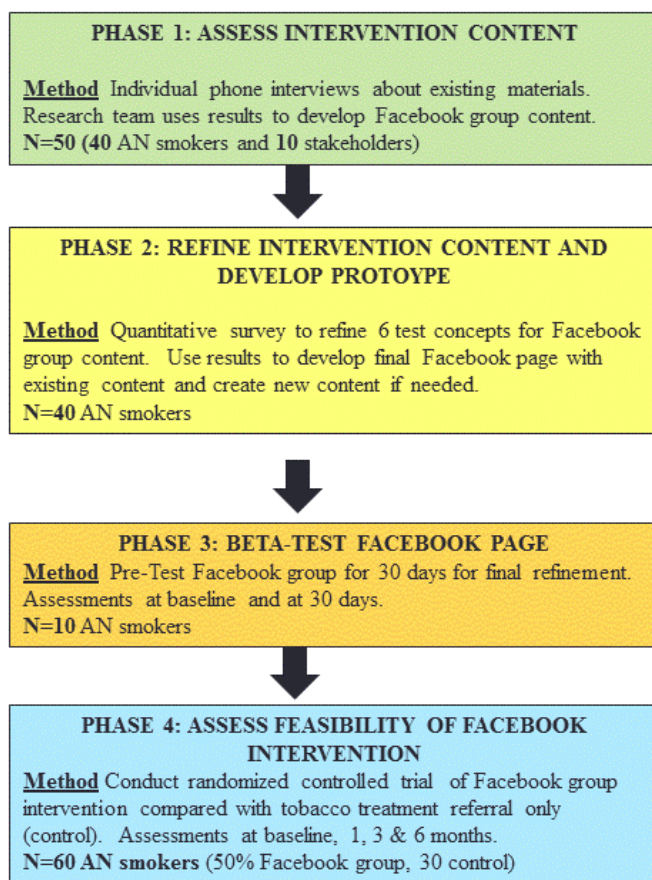 PHASE 1: ASSESS INTERVENTION CONTENT
Method Individual phone interviews about existing materials.
Research team uses results to develop Facebook group content.
N=50 (40 AN smokers and 10 stakeholders)
PHASE 2: REFINE INTERVENTION CONTENT AND
DEVELOP PROTOYPE
Method Quantitative survey to refine 6 test concepts for Facebook
group content. Use results to develop final Facebook page with
existing content and create new content if needed.
N=40 AN smokers
PHASE 3: BETA-TEST FACEBOOK PAGE
Method Pre-Test Facebook group for 30 days for final refinement.
Assessments at baseline and at 30 days.
N=10 AN smokers
PHASE 4: ASSESS FEASIBILITY OF FACEBOOK
INTERVENTION
Method Conduct randomized controlled trial of Facebook group
intervention compared with tobacco treatment referral only
(control). Assessments at baseline, 1, 3 & 6 months.
N=60 AN smokers (50% Facebook group, 30 control)